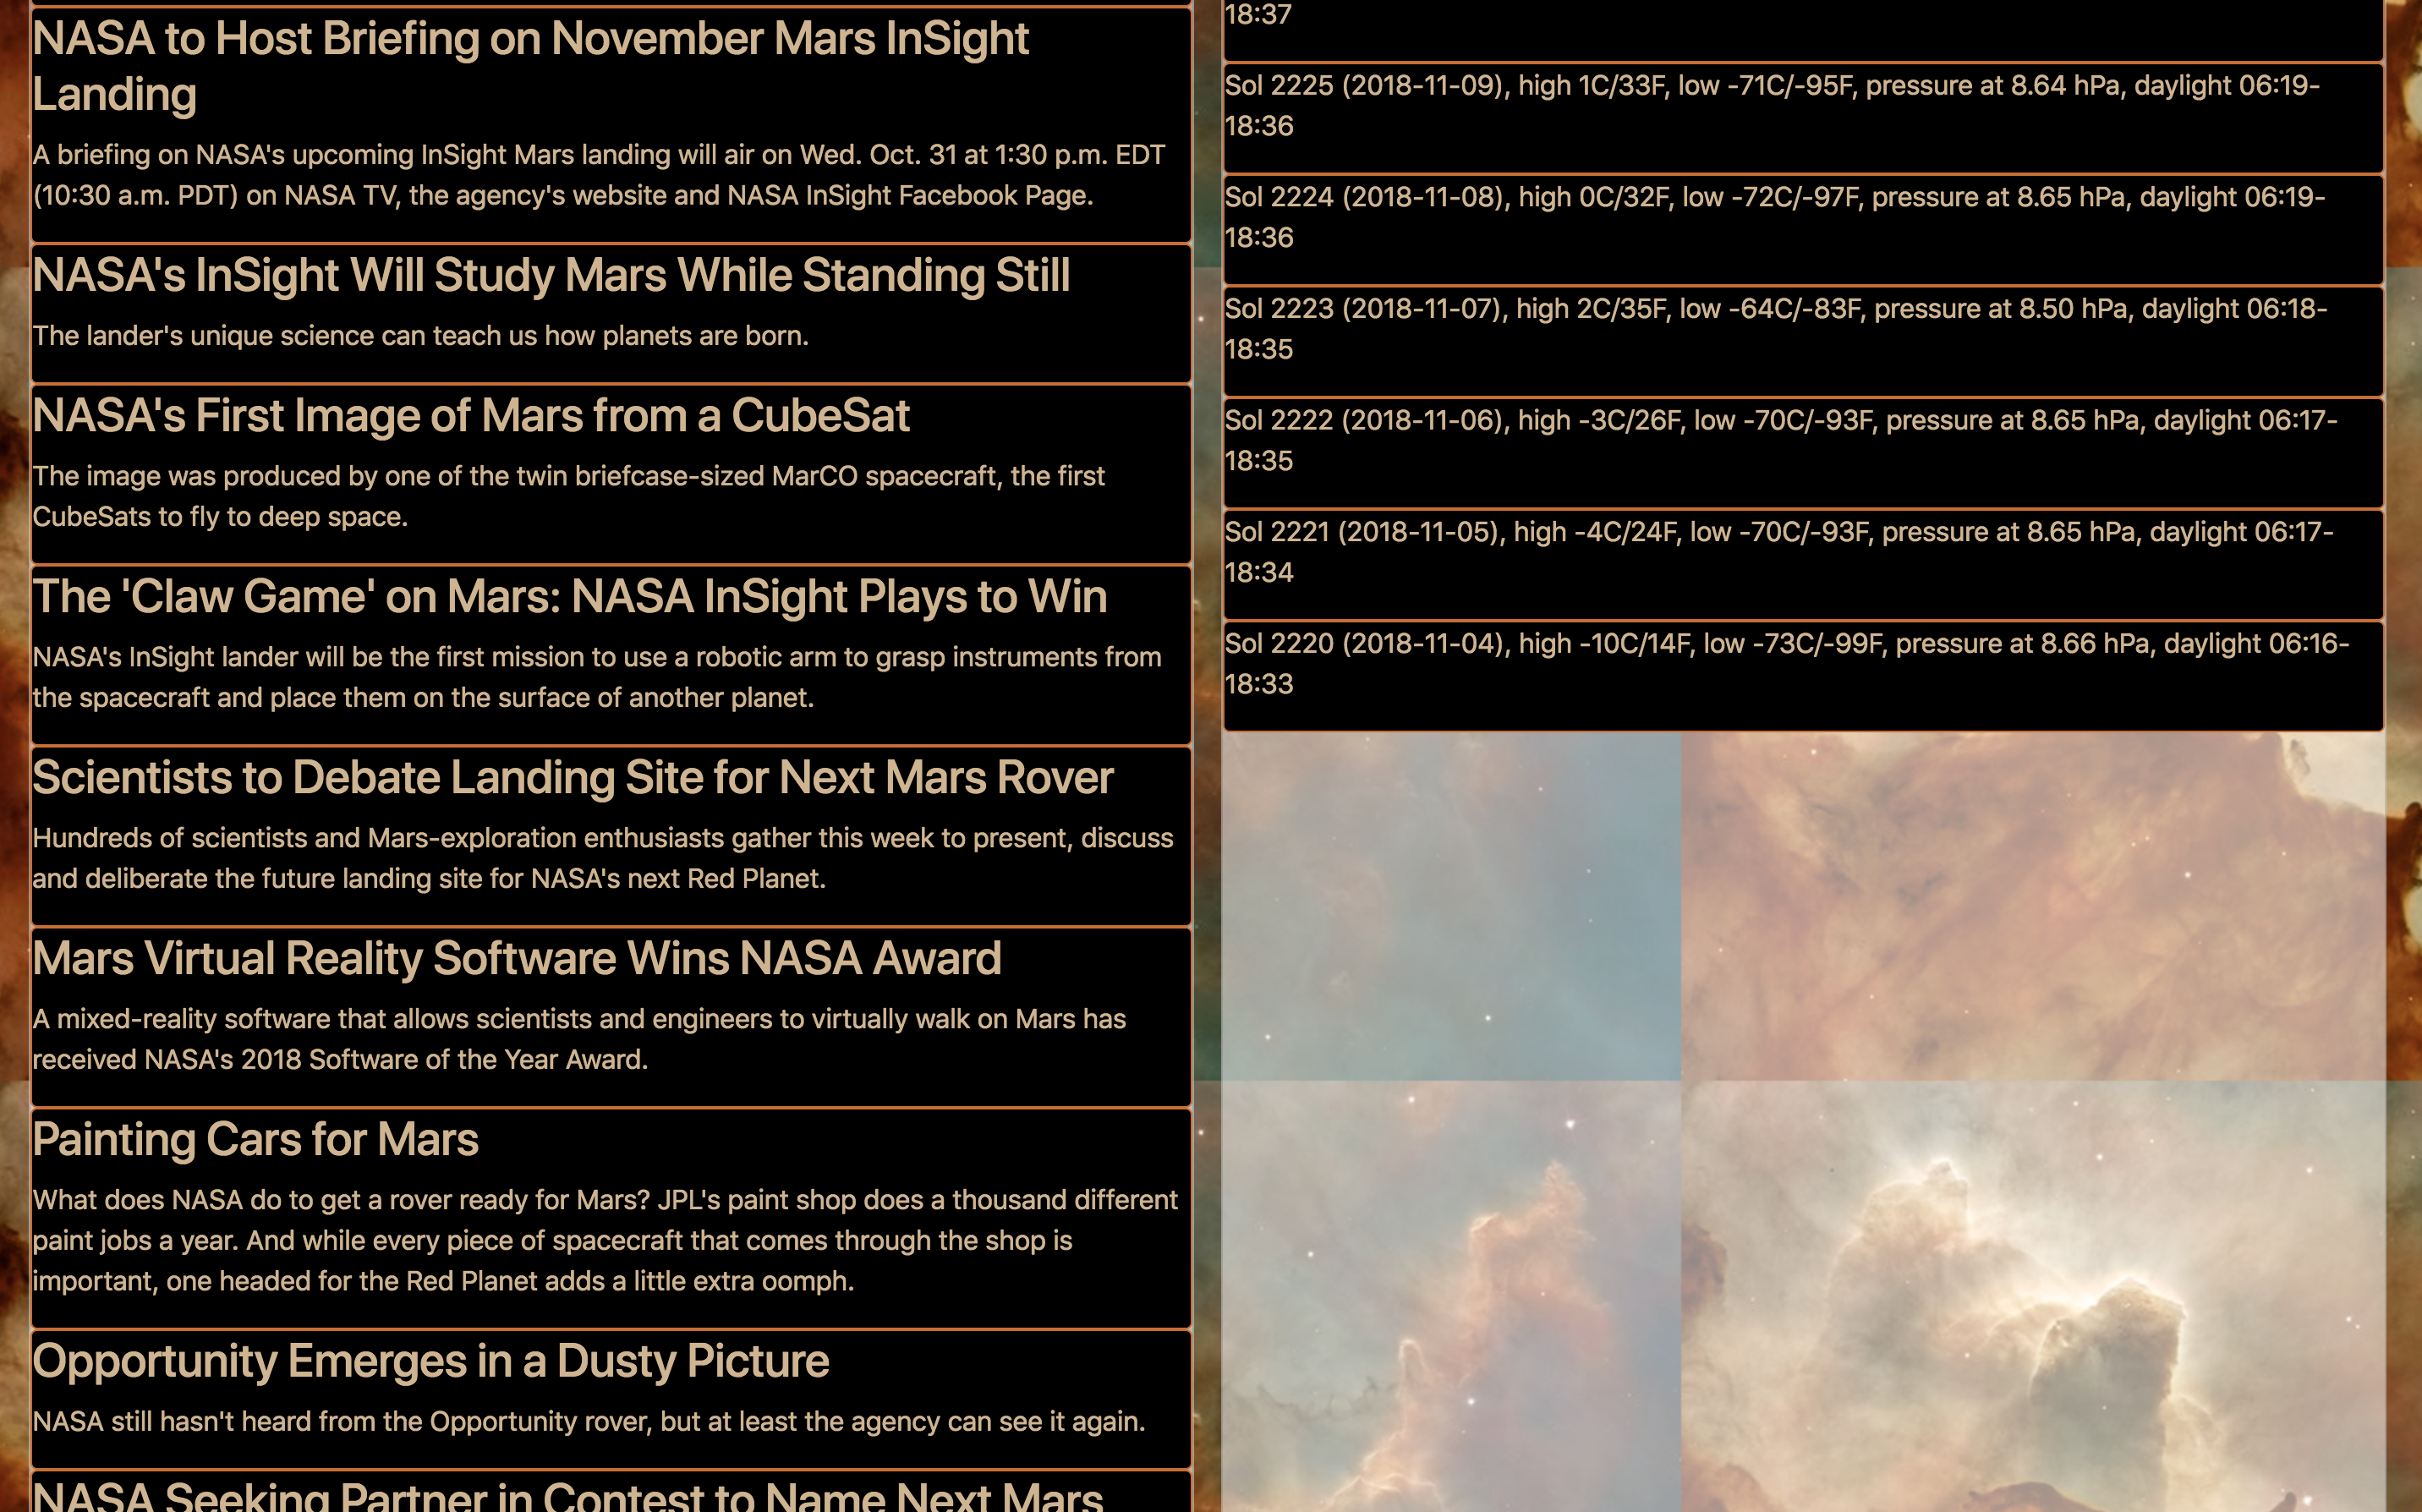 NASA to Host Briefing on November Mars InSight
Landing
A briefing on NASA's upcoming InSight Mars landing will air on Wed. Oct. 31 at 1:30 p.m. EDT
(10:30 a.m. PDT) on NASA TV, the agency's website and NASA InSight Facebook Page.
NASA's InSight Will Study Mars While Standing Still
The lander's unique science can teach us how planets are born.
NASA's First Image of Mars from a CubeSat
The image was produced by one of the twin briefcase-sized MarCO spacecraft, the first
CubeSats to fly to deep space.
The 'Claw Game' on Mars: NASA InSight Plays to Win
NASA's InSight lander will be the first mission to use a robotic arm to grasp instruments from
the spacecraft and place them on the surface of another planet.
Scientists to Debate Landing Site for Next Mars Rover
Hundreds of scientists and Mars-exploration enthusiasts gather this week to present, discuss
and deliberate the future landing site for NASA's next Red Planet.
Mars Virtual Reality Software Wins NASA Award
A mixed-reality software that allows scientists and engineers to virtually walk on Mars has
received NASA's 2018 Software of the Year Award.
Painting Cars for Mars
What does NASA do to get a rover ready for Mars? JPL's paint shop does a thousand different
paint jobs a year. And while every piece of spacecraft that comes through the shop is
important, one headed for the Red Planet adds a little extra oomph.
Opportunity Emerges in a Dusty Picture
NASA still hasn't heard from the Opportunity rover, but at least the agency can see it again.
NASA Seeking Partner in Contest to Name Next Mars
18:37
Sol 2225 (2018-11-09), high 1C/33F, low -71C/-95F, pressure at 8.64 hPa, daylight 06:19-
18:36
Sol 2224 (2018-11-08), high 0C/32F, low -72C/-97F, pressure at 8.65 hPa, daylight 06:19-
18:36
Sol 2223 (2018-11-07), high 2C/35F, low -64C/-83F, pressure at 8.50 hPa, daylight 06:18-
18:35
Sol 2222 (2018-11-06), high -3C/26F, low -70C/-93F, pressure at 8.65 hPa, daylight 06:17-
18:35
Sol 2221 (2018-11-05), high -4C/24F, low -70C/-93F, pressure at 8.65 hPa, daylight 06:17-
18:34
Sol 2220 (2018-11-04), high -10C/14F, low -73C/-99F, pressure at 8.66 hPa, daylight 06:16-
18:33